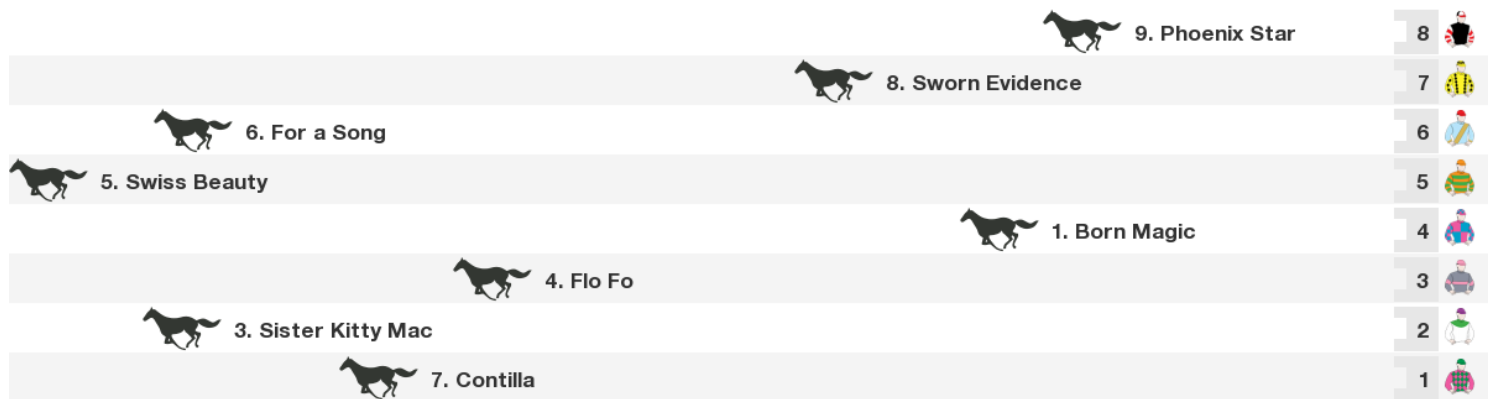 9. Phoenix Star 8
8. Sworn Evidence 7
6. For a Song 6
5. Swiss Beauty 5
1. Born Magic 4
4. Flo Fo 3
3. Sister Kitty Mac 2
7. Contilla 1